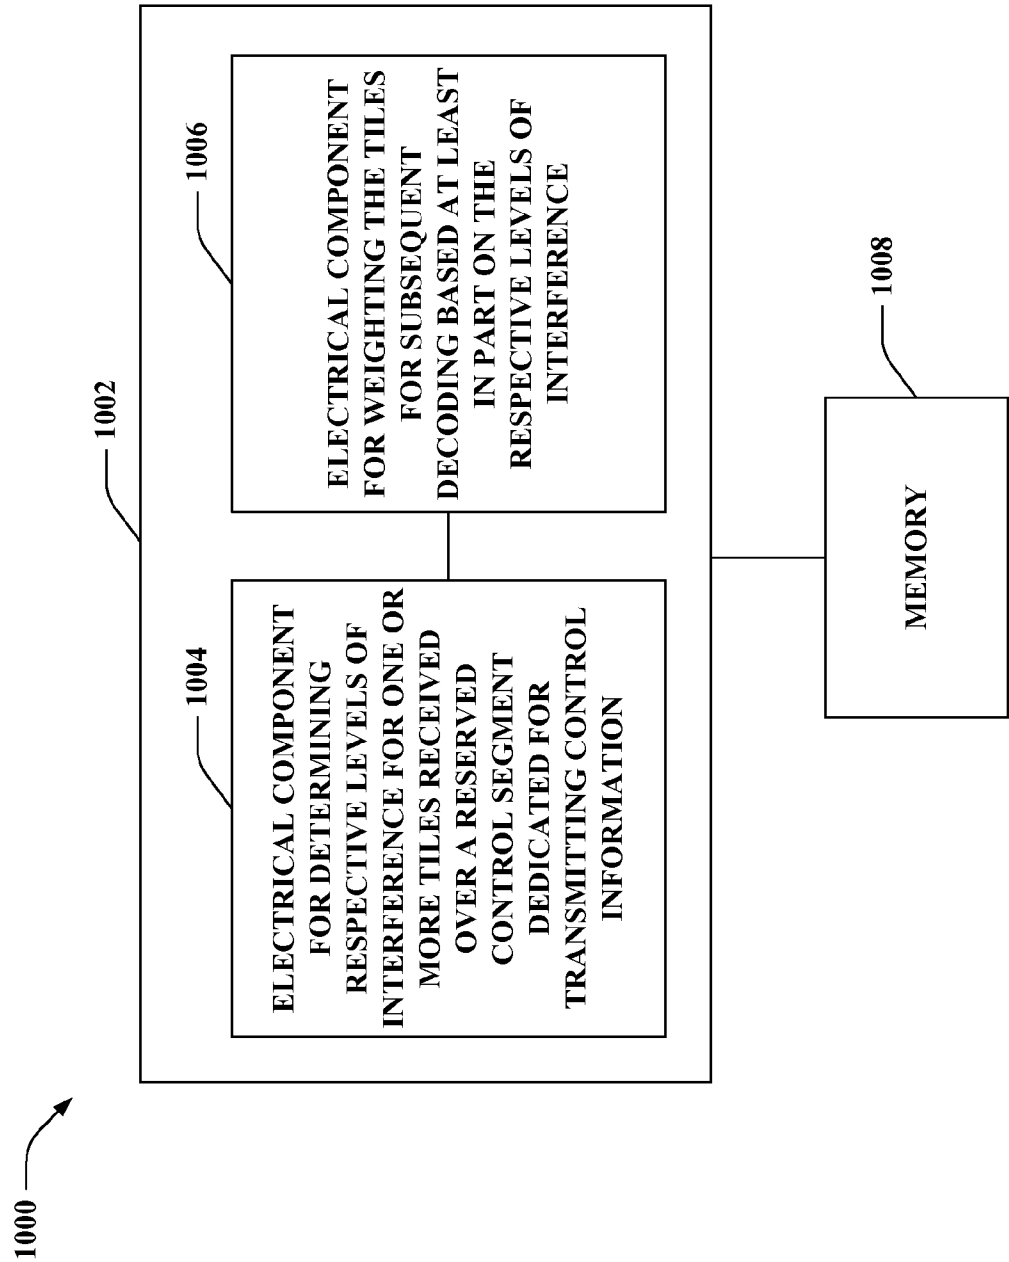 1000
1002
1004
ELECTRICAL COMPONENT
FOR DETERMINING
RESPECTIVE LEVELS OF
INTERFERENCE FOR ONE OR
MORE TILES RECEIVED
OVER A RESERVED
CONTROL SEGMENT
DEDICATED FOR
TRANSMITTING CONTROL
INFORMATION
1006
ELECTRICAL COMPONENT
FOR WEIGHTING THE TILES
FOR SUBSEQUENT
DECODING BASED AT LEAST
IN PART ON THE
RESPECTIVE LEVELS OF
INTERFERENCE
1008
MEMORY